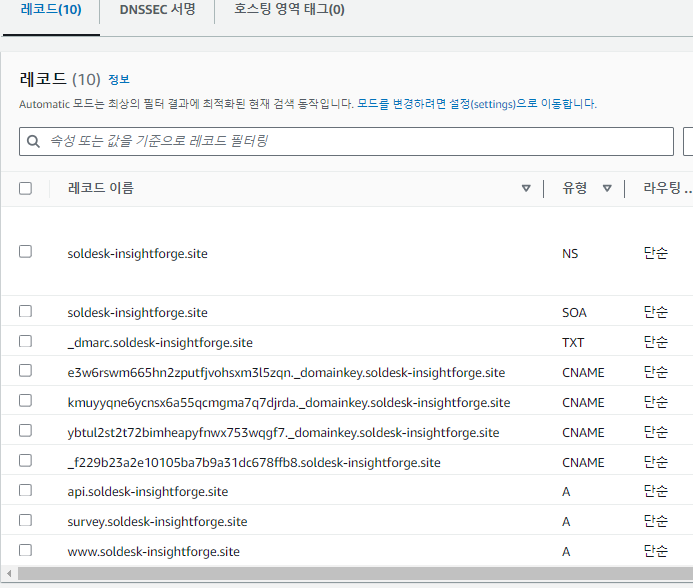 레코드(10) DNSSEC 서명 호스팅 영역 태그(0)
레코드 (10) 정보
Automatic 모드는 최상의 필터 결과에 최적화된 현재 검색 동작입니다. 모드를 변경하려면 설정(settings)으로 이동합니다.
속성 또는 값을 기준으로 레코드 필터링
레코드 이름 유형 라우팅 ...
soldesk-insightforge.site NS 단순
soldesk-insightforge.site SOA 단순
_dmarc.soldesk-insightforge.site TXT 단순
e3w6rswm665hn2zputfjvohsxm3l5zqn._domainkey.soldesk-insightforge.site CNAME 단순
kmuyyqne6ycnsx6a55qcmgma7q7djrda._domainkey.soldesk-insightforge.site CNAME 단순
ybtul2st2t72bimheapyfnwx753wqgf7._domainkey.soldesk-insightforge.site CNAME 단순
_f229b23a2e10105ba7b9a31dc678ffb8.soldesk-insightforge.site CNAME 단순
api.soldesk-insightforge.site A 단순
survey.soldesk-insightforge.site A 단순
www.soldesk-insightforge.site A 단순